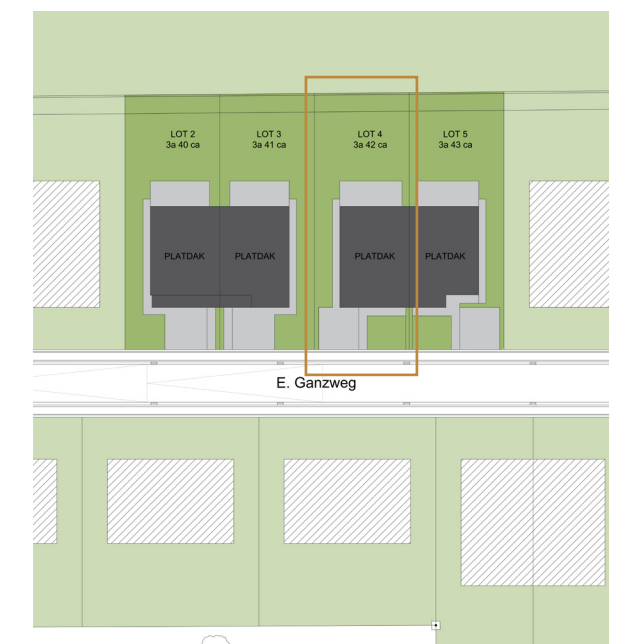 LOT 2
3a 40 ca
LOT 3
3a 41 ca
LOT 4
3a 42 ca
LOT 5
3a 43 ca
PLATDAK
PLATDAK
PLATDAK
PLATDAK
E. Ganzweg